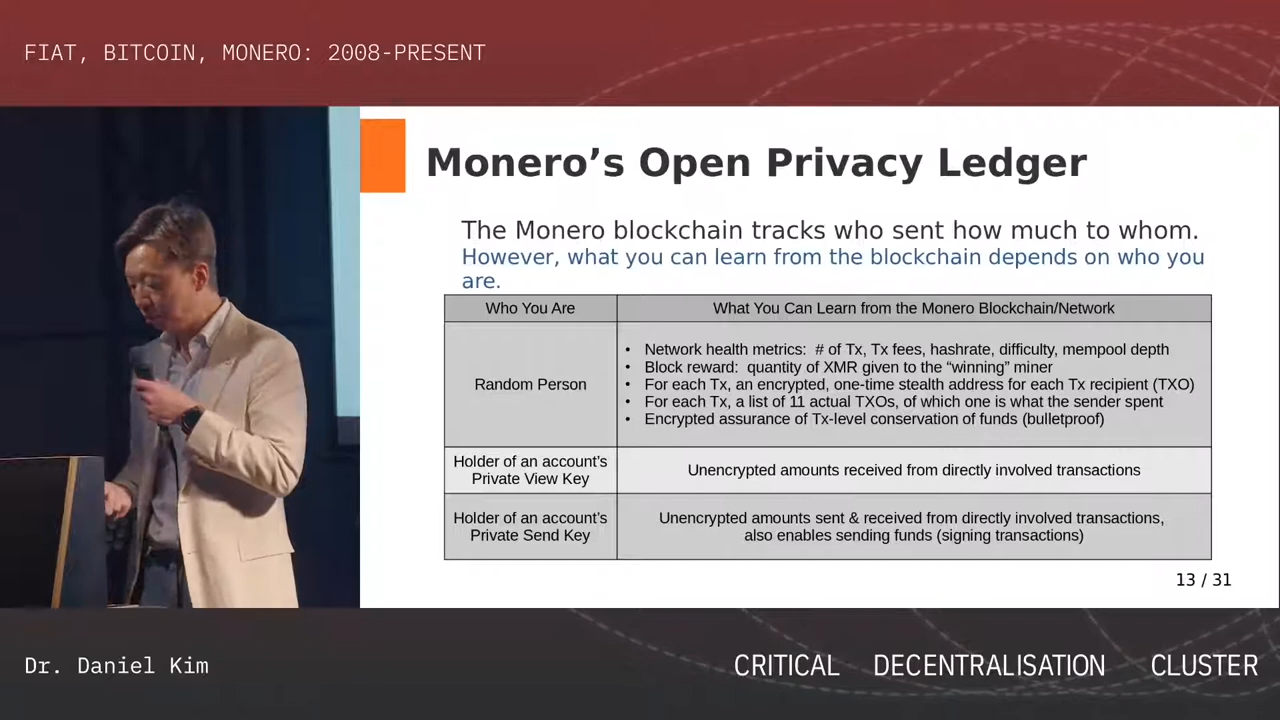 FIAT, BITCOIN, MONERO: 2008-PRESENT
Monero’s Open Privacy Ledger
The Monero blockchain tracks who sent how much to whom.
However, what you can learn from the blockchain depends on who you
are.
Who You Are
What You Can Learn from the Monero Blockchain/Network
Random Person
• Network health metrics: # of Tx, Tx fees, hashrate, difficulty, mempool depth
• Block reward: quantity of XMR given to the “winning” miner
• For each Tx, an encrypted, one-time stealth address for each Tx recipient (TXO)
• For each Tx, a list of 11 actual TXOs, of which one is what the sender spent
• Encrypted assurance of Tx-level conservation of funds (bulletproof)
Holder of an account’s
Private View Key
Unencrypted amounts received from directly involved transactions
Holder of an account’s
Private Send Key
Unencrypted amounts sent & received from directly involved transactions,
also enables sending funds (signing transactions)
13 / 31
Dr. Daniel Kim
CRITICAL DECENTRALISATION CLUSTER